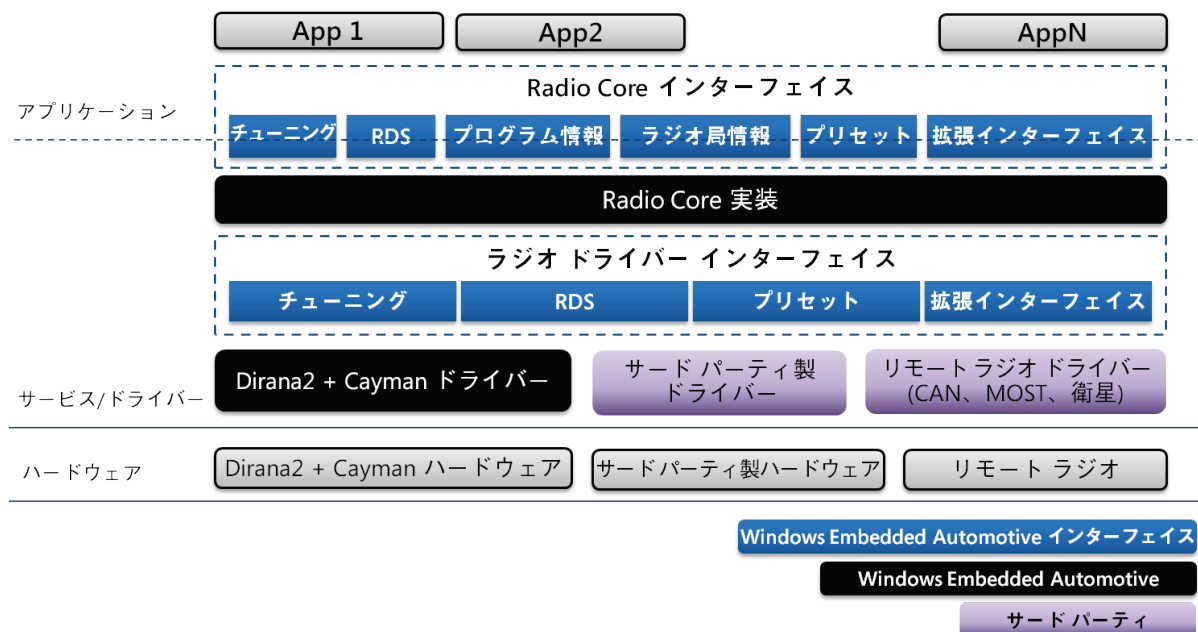 App 1
App2
AppN
Radio Core インターフェイス
アプリケーション
チューニング
RDS
プログラム情報
ラジオ局情報
プリセット
拡張インターフェイス
Radio Core 実装
ラジオ ドライバー インターフェイス
チューニング
RDS
プリセット
拡張インターフェイス
サービス/ドライバー
Dirana2 + Cayman ドライバー
サード パーティ製
ドライバー
リモート ラジオ ドライバー
(CAN、MOST、衛星)
ハードウェア
Dirana2 + Cayman ハードウェア
サード パーティ製ハードウェア
リモート ラジオ
Windows Embedded Automotive インターフェイス
Windows Embedded Automotive
サード パーティ